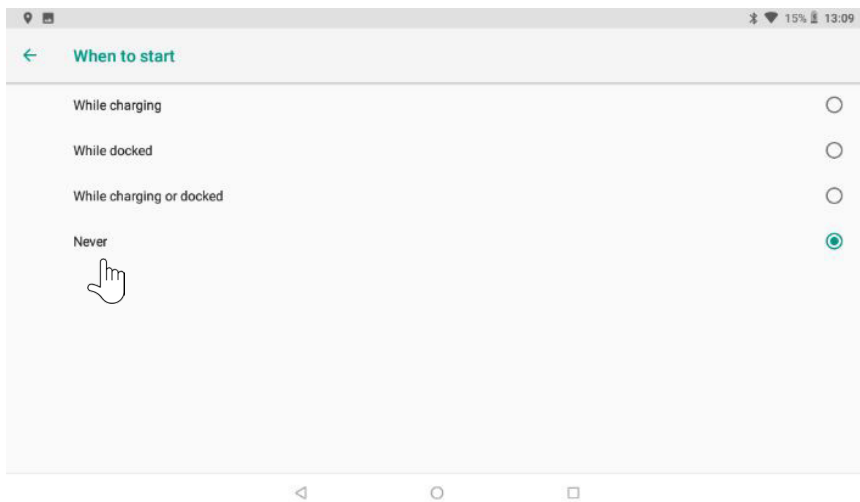 15% 13:09
When to start
While charging
While docked
While charging or docked
Never